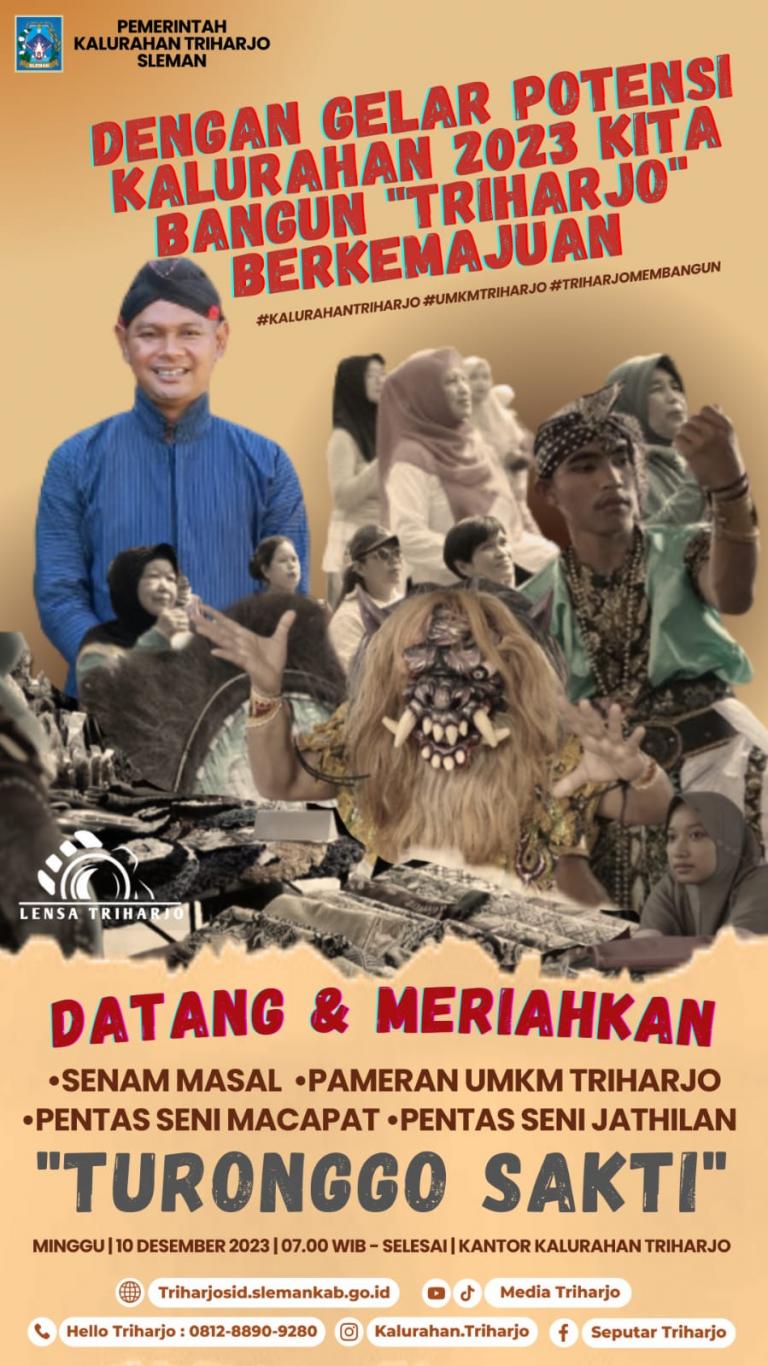 PEMERINTAH
KALURAHAN TRIHARJO
SLEMAN
SLEMAN
DENGAN GELAR POTENSI
KALURAHAN 2023 KITA
BANGUN "TRIHARJO"
BERKEMAJUAN
#KALURAHANTRIHARJO #UMKMTRIHARJO #TRIHARJOMEMBANGUN
LENSA TRIHARJO
DATANG & MERIAHKAN
•SENAM MASAL •PAMERAN UMKM TRIHARJO
•PENTAS SENI MACAPAT •PENTAS SENI JATHILAN
"TURONGGO SAKTI"
MINGGU | 10 DESEMBER 2023 | 07.00 WIB - SELESAI | KANTOR KALURAHAN TRIHARJO
Triharjosid.slemankab.go.id Media Triharjo
Hello Triharjo : 0812-8890-9280 Kalurahan.Triharjo Seputar Triharjo